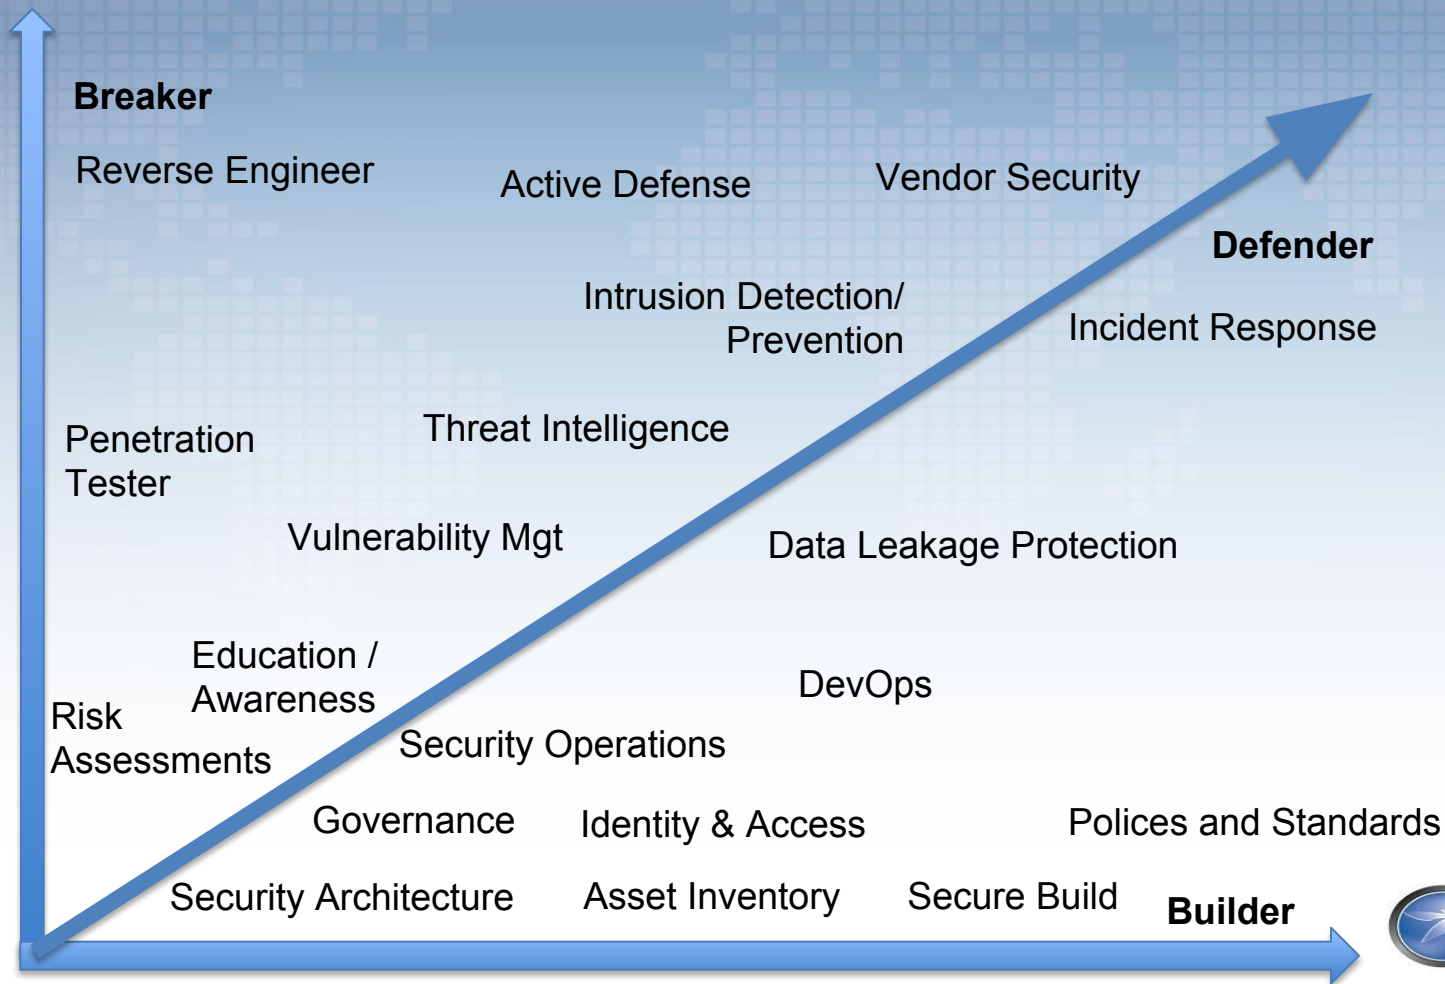 Breaker
Reverse Engineer
Active Defense
Vendor Security
Defender
Intrusion Detection/
Prevention
Incident Response
Penetration
Tester
Threat Intelligence
Vulnerability Mgt
Data Leakage Protection
Education /
Awareness
DevOps
Risk
Assessments
Security Operations
Governance
Identity & Access
Polices and Standards
Security Architecture
Asset Inventory
Secure Build
Builder